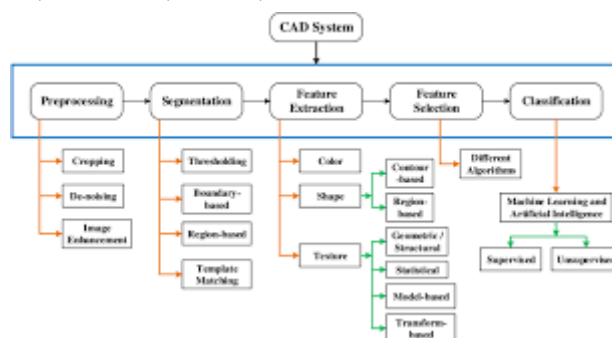 CAD System
Preprocessing
Segmentation
Feature
Extraction
Feature
Selection
Classification
Cropping
De-noising
Image
Enhancement
Thresholding
Boundary-
based
Region-based
Template
Matching
Color
Shape
Texture
Contour
-based
Region-
based
Geometric /
Structural
Statistical
Model-based
Transform-
based
Different
Algorithms
Machine Learning and
Artificial Intelligence
Supervised
Unsupervised